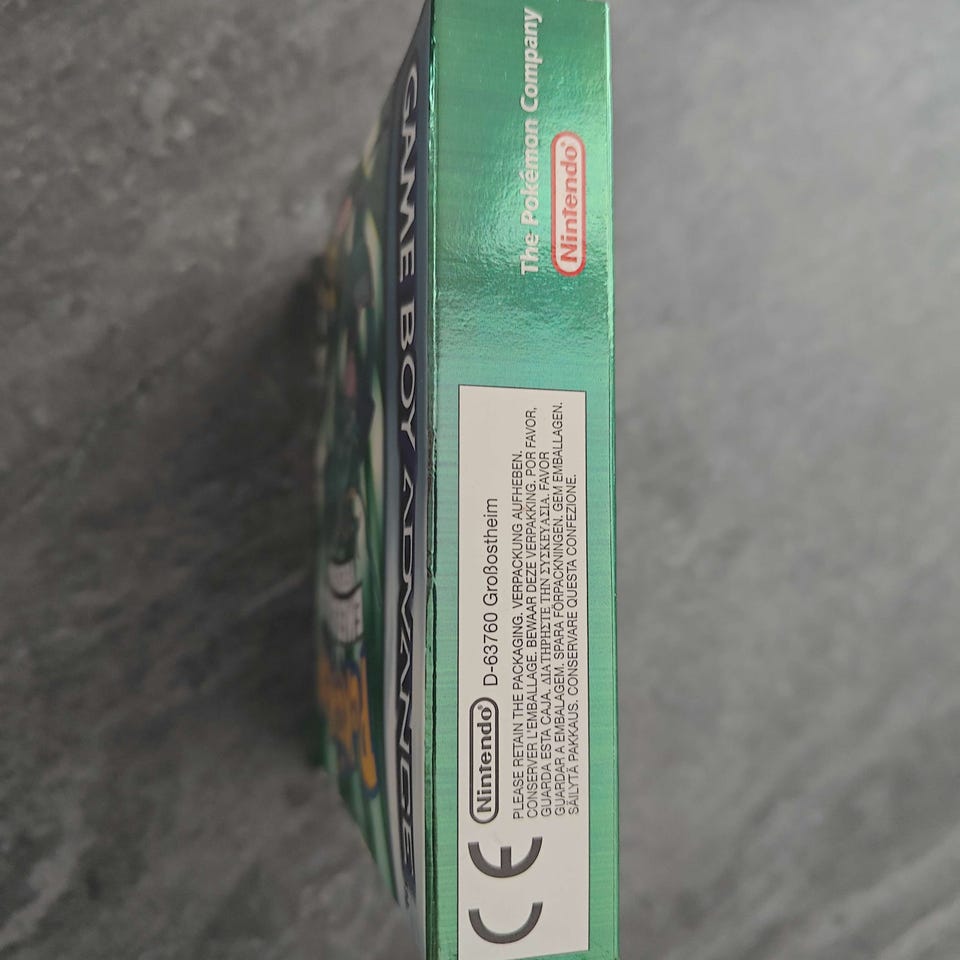 GAME BOY ADVANCE
The Pokémon Company
Nintendo®
CE
Nintendo® D-63760 Großostheim
PLEASE RETAIN THE PACKAGING. VERPACKUNG AUFHEBEN.
CONSERVER L'EMBALLAGE. BEWAAR DEZE VERPAKKING. POR FAVOR,
GUARDA ESTA CAJA. ΔΙΑΤΗΡΗΣΤΕ ΤΗΝ ΣΥΣΚΕΥΑΣΙΑ. FAVOR
GUARDAR A EMBALAGEM. SPARA FÖRPACKNINGEN. GEM EMBALLAGEN.
SÄILYTÄ PAKKAUS. CONSERVARE QUESTA CONFEZIONE.